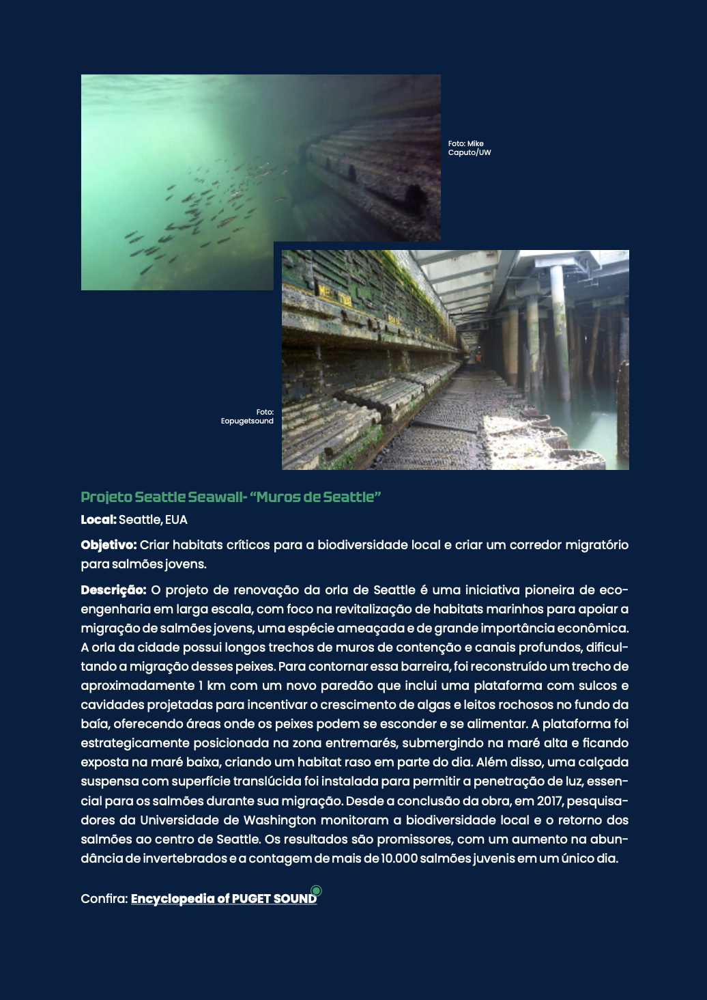 Foto: Mike
Caputo/UW
Foto:
Eopugetsound
Projeto Seattle Seawall- “Muros de Seattle”
Local: Seattle, EUA
Objetivo: Criar habitats críticos para a biodiversidade local e criar um corredor migratório
para salmões jovens.
Descrição: O projeto de renovação da orla de Seattle é uma iniciativa pioneira de eco-
engenharia em larga escala, com foco na revitalização de habitats marinhos para apoiar a
migração de salmões jovens, uma espécie ameaçada e de grande importância econômica.
A orla da cidade possui longos trechos de muros de contenção e canais profundos, dificul-
tando a migração desses peixes. Para contornar essa barreira, foi reconstruído um trecho de
aproximadamente 1 km com um novo paredão que inclui uma plataforma com sulcos e
cavidades projetadas para incentivar o crescimento de algas e leitos rochosos no fundo da
baía, oferecendo áreas onde os peixes podem se esconder e se alimentar. A plataforma foi
estrategicamente posicionada na zona entremarés, submergindo na maré alta e ficando
exposta na maré baixa, criando um habitat raso em parte do dia. Além disso, uma calçada
suspensa com superfície translúcida foi instalada para permitir a penetração de luz, essen-
cial para os salmões durante sua migração. Desde a conclusão da obra, em 2017, pesquisa-
dores da Universidade de Washington monitoram a biodiversidade local e o retorno dos
salmões ao centro de Seattle. Os resultados são promissores, com um aumento na abun-
dância de invertebrados e a contagem de mais de 10.000 salmões juvenis em um único dia.
Confira: Encyclopedia of PUGET SOUND